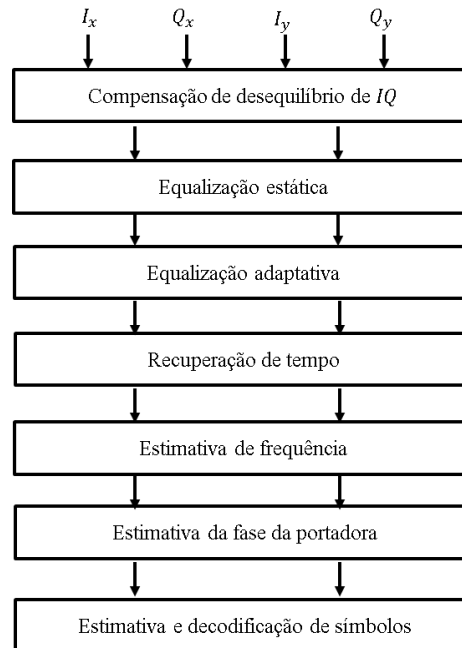 I_x Q_x I_y Q_y
Compensação de desequilíbrio de IQ
Equalização estática
Equalização adaptativa
Recuperação de tempo
Estimativa de frequência
Estimativa da fase da portadora
Estimativa e decodificação de símbolos